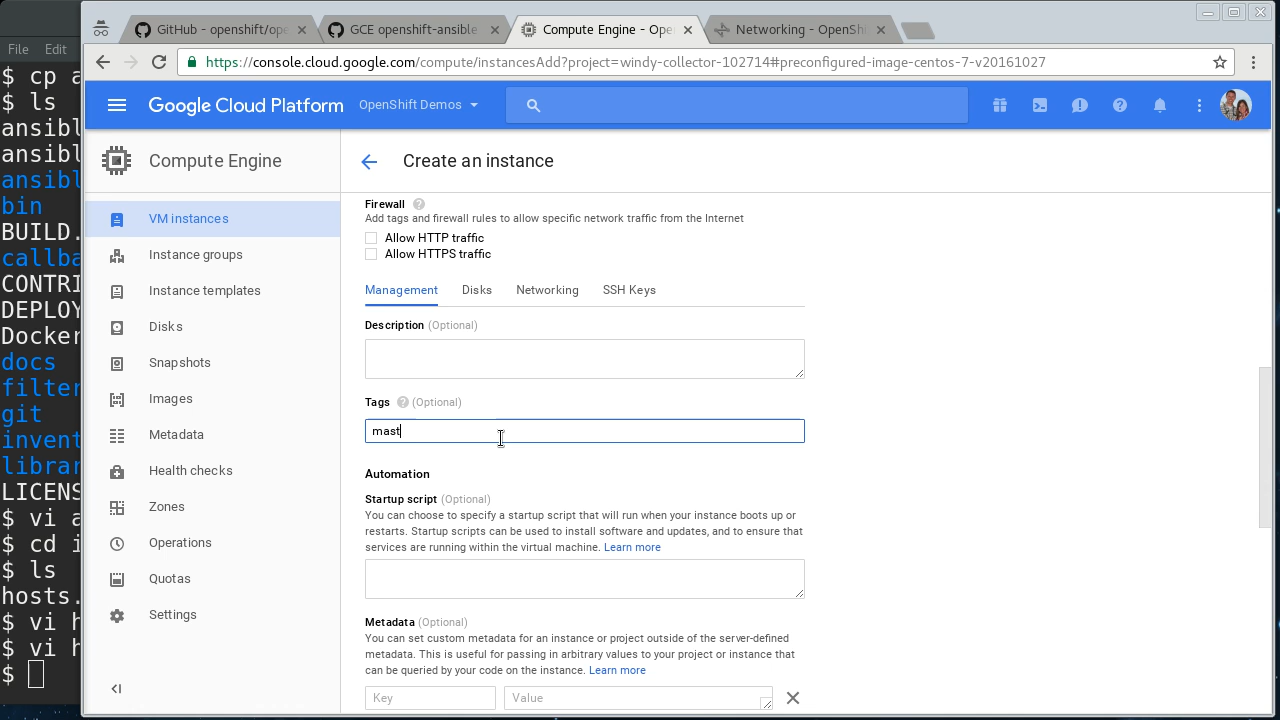 GitHub - openshift/ope
GCE openshift-ansible
Compute Engine - Ope
Networking - OpenShi
File Edit
https://console.cloud.google.com/compute/instancesAdd?project=windy-collector-102714#preconfigured-image-centos-7-v20161027
$ cp a
$ ls
ansibl
ansibl
ansibl
bin
BUILD.
callba
CONTRI
DEPLOY
Docker
docs
filter
git
invent
librar
LICENS
$ vi a
$ cd i
$ ls
hosts.
$ vi h
$ vi h
$
Google Cloud Platform
OpenShift Demos
Compute Engine
VM instances
Instance groups
Instance templates
Disks
Snapshots
Images
Metadata
Health checks
Zones
Operations
Quotas
Settings
Create an instance
Firewall
Add tags and firewall rules to allow specific network traffic from the Internet
Allow HTTP traffic
Allow HTTPS traffic
Management Disks Networking SSH Keys
Description (Optional)
Tags (Optional)
mast
Automation
Startup script (Optional)
You can choose to specify a startup script that will run when your instance boots up or
restarts. Startup scripts can be used to install software and updates, and to ensure that
services are running within the virtual machine. Learn more
Metadata (Optional)
You can set custom metadata for an instance or project outside of the server-defined
metadata. This is useful for passing in arbitrary values to your project or instance that
can be queried by your code on the instance. Learn more
Key Value